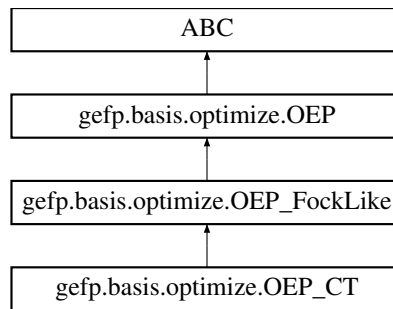 ABC
gefp.basis.optimize.OEP
gefp.basis.optimize.OEP_FockLike
gefp.basis.optimize.OEP_CT